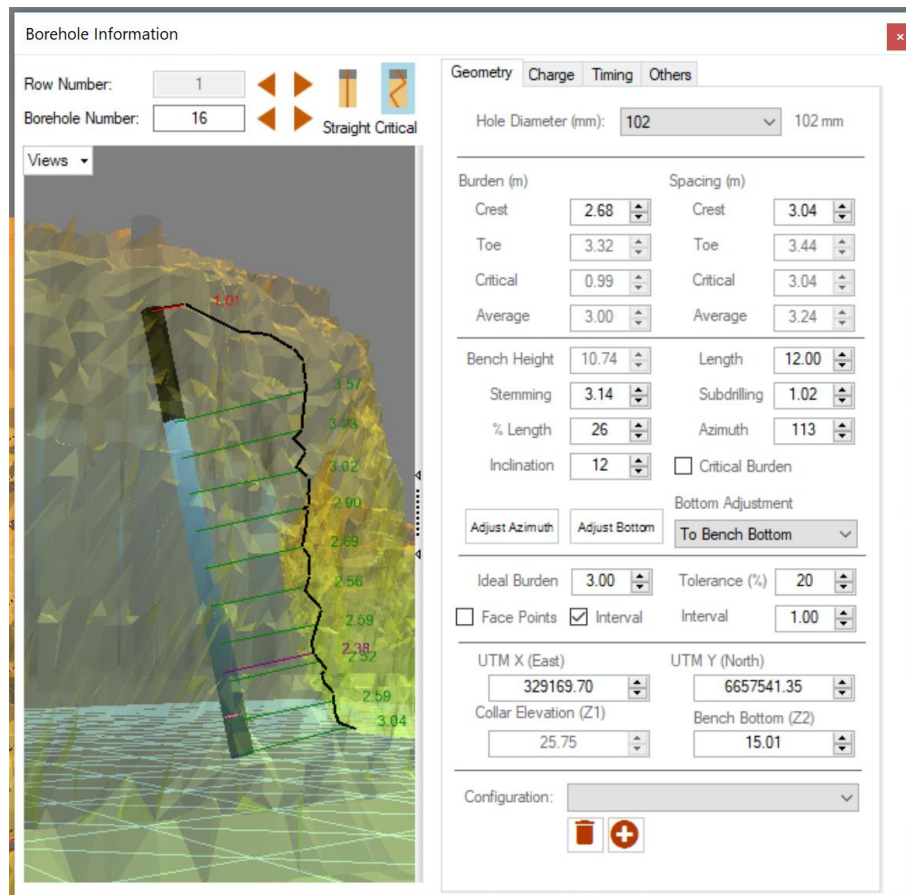 Borehole Information
Row Number: 1
Borehole Number: 16
Straight Critical
Views
1.01
3.57
3.23
3.02
2.90
2.69
2.56
2.59
2.38
2.52
2.59
3.04
Geometry Charge Timing Others
Hole Diameter (mm): 102 102 mm
Burden (m) Spacing (m)
Crest 2.68 Crest 3.04
Toe 3.32 Toe 3.44
Critical 0.99 Critical 3.04
Average 3.00 Average 3.24
Bench Height 10.74 Length 12.00
Stemming 3.14 Subdrilling 1.02
% Length 26 Azimuth 113
Inclination 12 Critical Burden
Bottom Adjustment
Adjust Azimuth Adjust Bottom To Bench Bottom
Ideal Burden 3.00 Tolerance (%) 20
Face Points Interval Interval 1.00
UTM X (East) UTM Y (North)
329169.70 6657541.35
Collar Elevation (Z1) Bench Bottom (Z2)
25.75 15.01
Configuration: